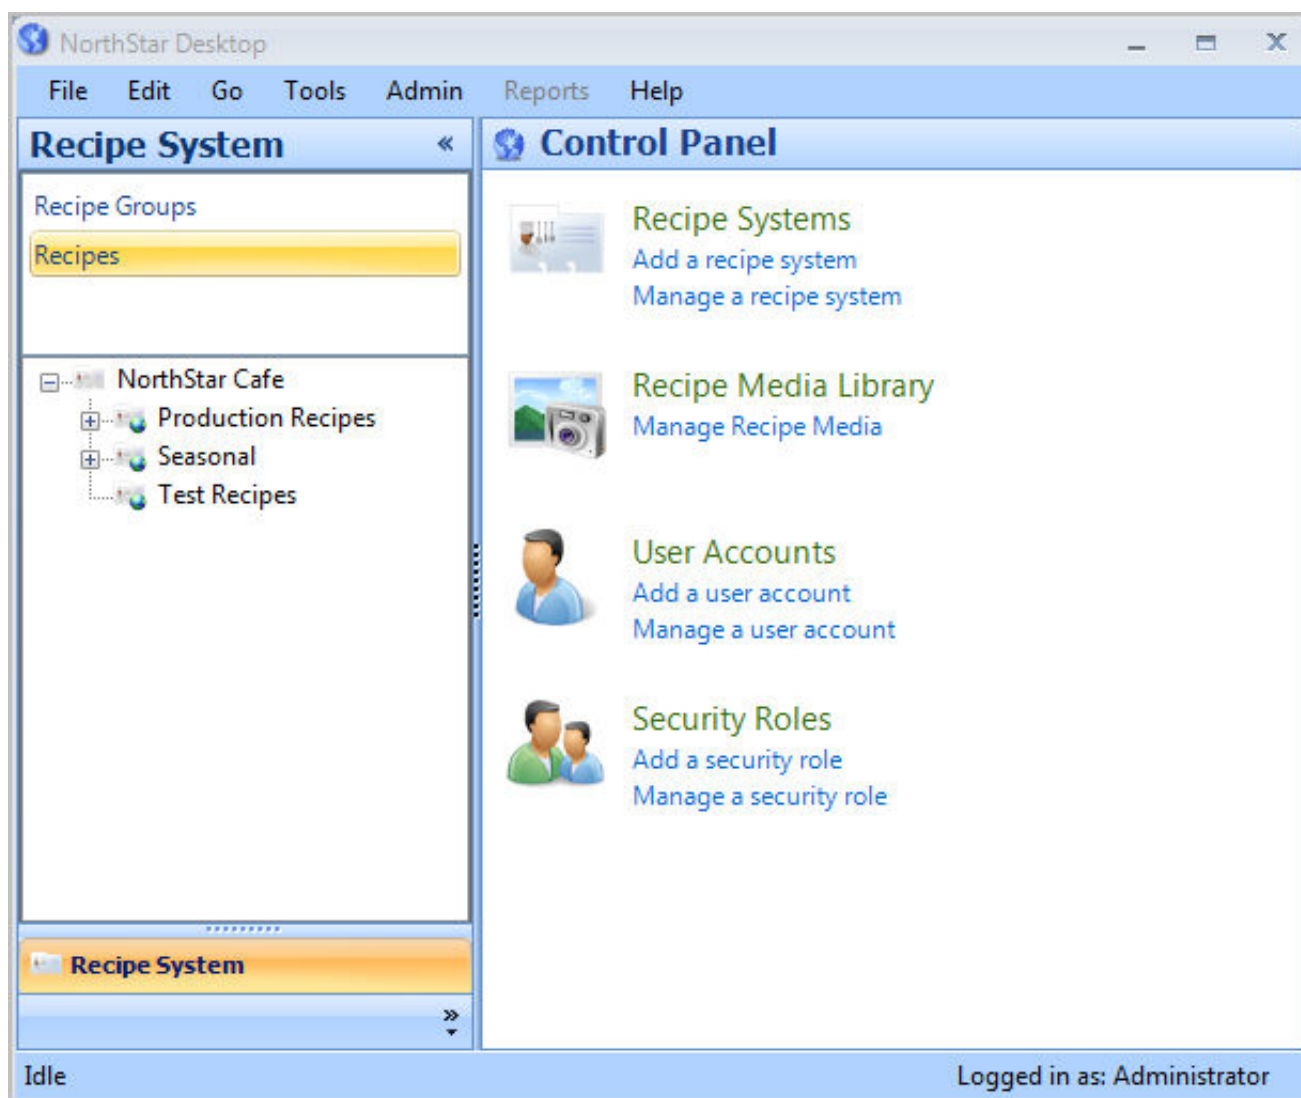 NorthStar Desktop
File Edit Go Tools Admin Reports Help
Recipe System «
Recipe Groups
Recipes
NorthStar Cafe
Production Recipes
Seasonal
Test Recipes
Recipe System
»
Control Panel
Recipe Systems
Add a recipe system
Manage a recipe system
Recipe Media Library
Manage Recipe Media
User Accounts
Add a user account
Manage a user account
Security Roles
Add a security role
Manage a security role
Idle
Logged in as: Administrator